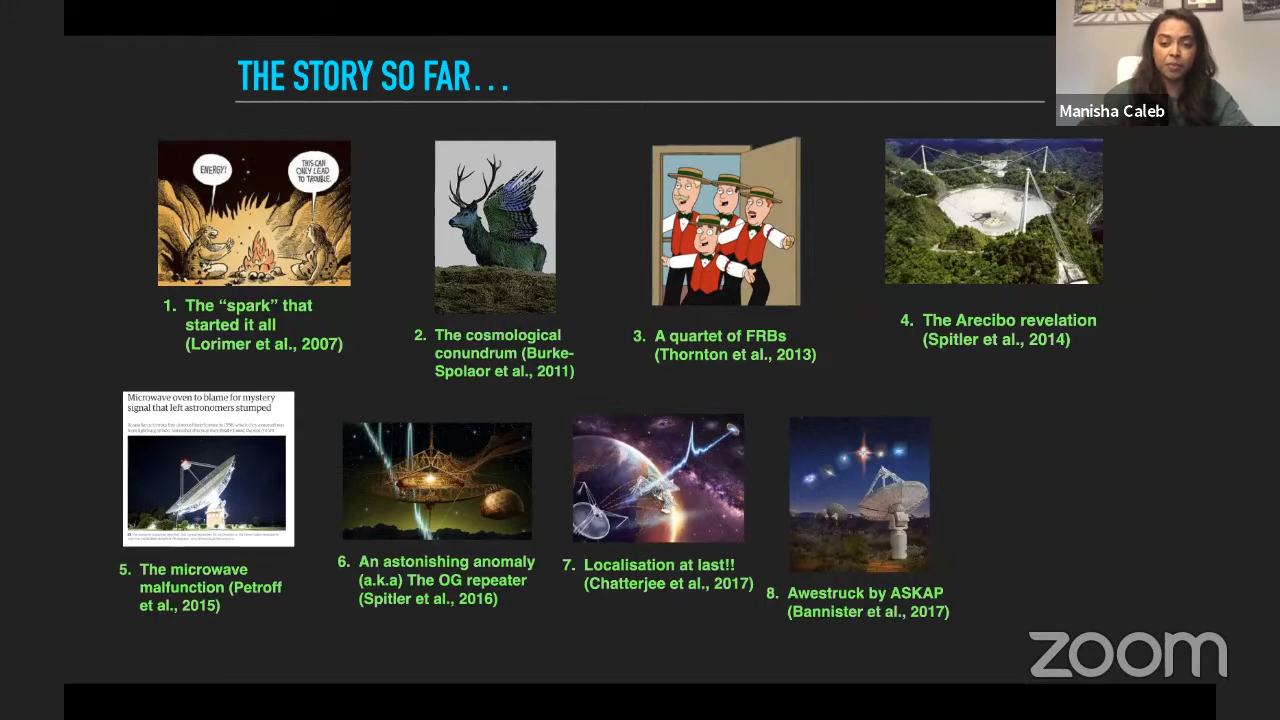 THE STORY SO FAR...
Manisha Caleb
ENERGY!
THIS CAN
ONLY LEAD
TO TROUBLE.
1. The “spark” that
started it all
(Lorimer et al., 2007)
2. The cosmological
conundrum (Burke-
Spolaor et al., 2011)
3. A quartet of FRBs
(Thornton et al., 2013)
4. The Arecibo revelation
(Spitler et al., 2014)
Microwave oven to blame for mystery
signal that left astronomers stumped
5. The microwave
malfunction (Petroff
et al., 2015)
6. An astonishing anomaly
(a.k.a) The OG repeater
(Spitler et al., 2016)
7. Localisation at last!!
(Chatterjee et al., 2017)
8. Awestruck by ASKAP
(Bannister et al., 2017)
zoom